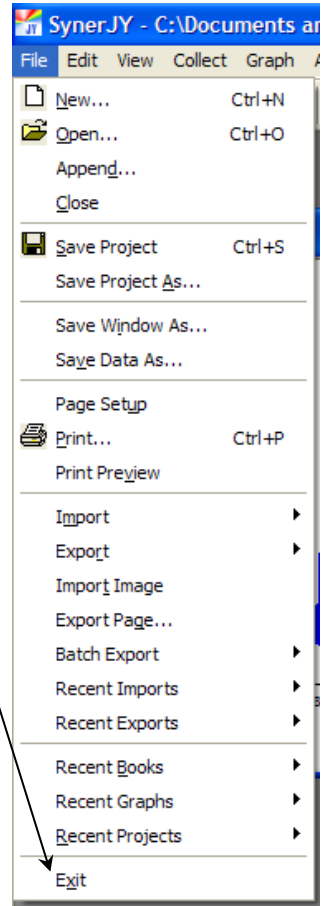 SynerJY - C:\Documents ar
File Edit View Collect Graph
New... Ctrl+N
Open... Ctrl+O
Append...
Close
Save Project Ctrl+S
Save Project As...
Save Window As...
Save Data As...
Page Setup
Print... Ctrl+P
Print Preview
Import
Export
Import Image
Export Page...
Batch Export
Recent Imports
Recent Exports
Recent Books
Recent Graphs
Recent Projects
Exit